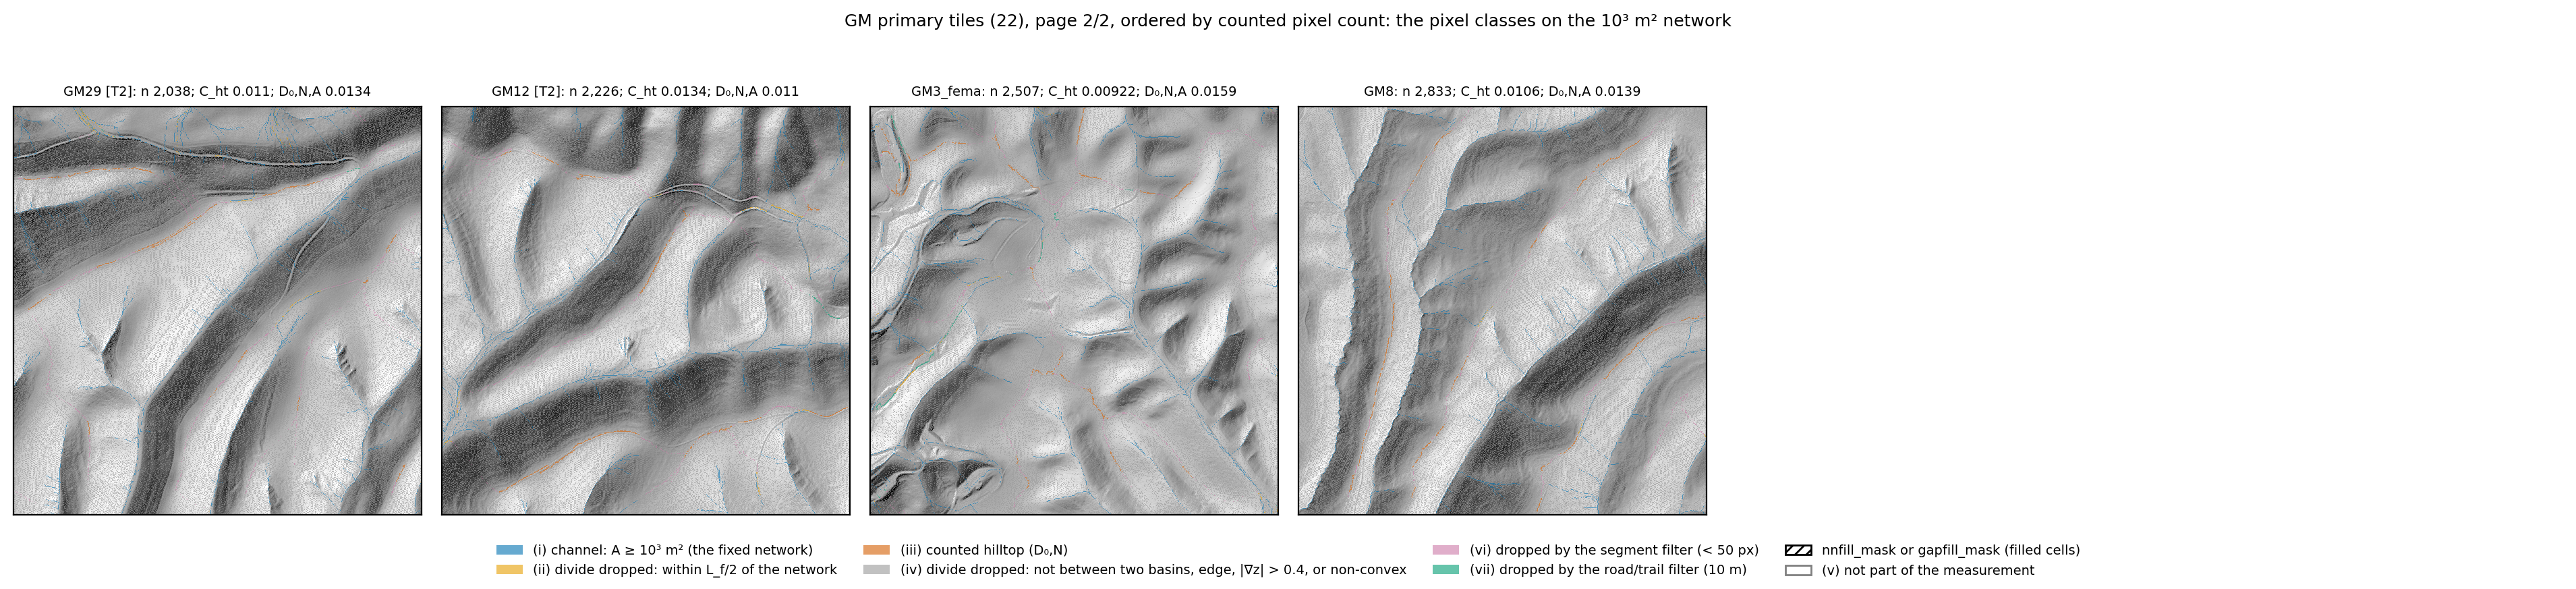 GM primary tiles (22), page 2/2, ordered by counted pixel count: the pixel classes on the 10³ m² network
GM29 [T2]: n 2,038; C_ht 0.011; D₀,N,A 0.0134
GM12 [T2]: n 2,226; C_ht 0.0134; D₀,N,A 0.011
GM3_fema: n 2,507; C_ht 0.00922; D₀,N,A 0.0159
GM8: n 2,833; C_ht 0.0106; D₀,N,A 0.0139
(i) channel: A ≥ 10³ m² (the fixed network)
(ii) divide dropped: within L_f/2 of the network
(iii) counted hilltop (D₀,N)
(iv) divide dropped: not between two basins, edge, |∇z| > 0.4, or non-convex
(vi) dropped by the segment filter (< 50 px)
(vii) dropped by the road/trail filter (10 m)
nnfill_mask or gapfill_mask (filled cells)
(v) not part of the measurement